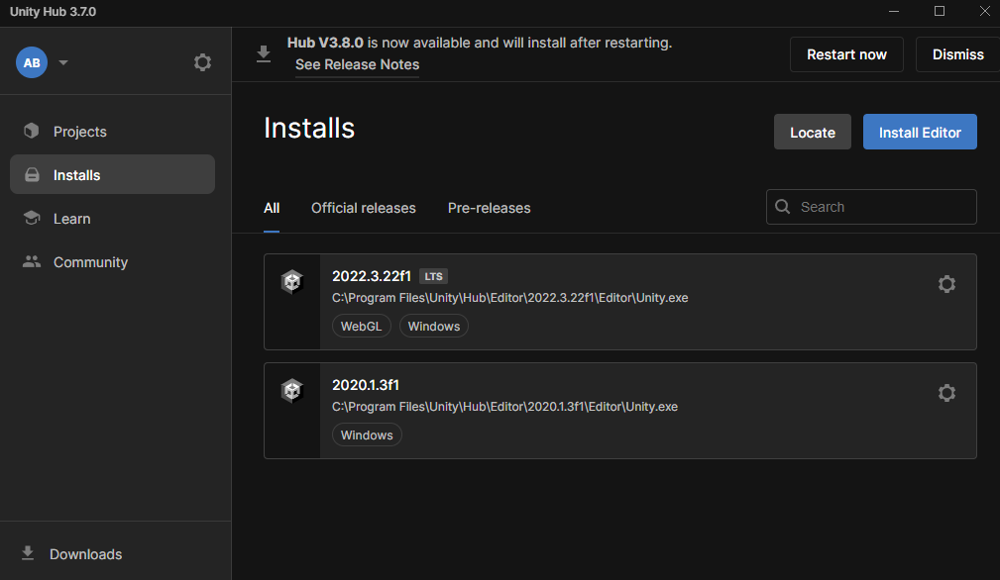 Unity Hub 3.7.0
AB
Hub V3.8.0 is now available and will install after restarting.
See Release Notes
Restart now
Dismiss
Projects
Installs
Learn
Community
Downloads
Installs
Locate
Install Editor
All
Official releases
Pre-releases
Search
2022.3.22f1 LTS
C:\Program Files\Unity\Hub\Editor\2022.3.22f1\Editor\Unity.exe
WebGL
Windows
2020.1.3f1
C:\Program Files\Unity\Hub\Editor\2020.1.3f1\Editor\Unity.exe
Windows